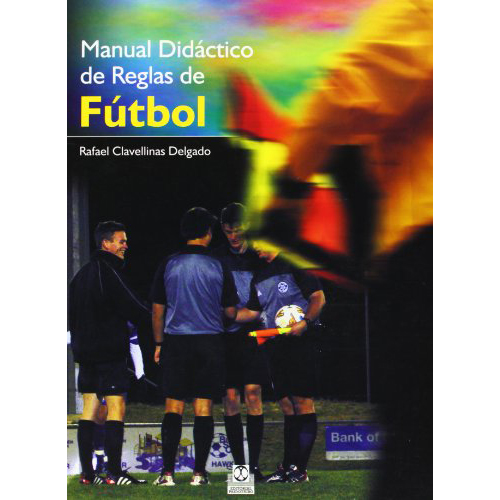 Manual Didáctico
de Reglas de
Fútbol
Rafael Clavellinas Delgado
Bank of